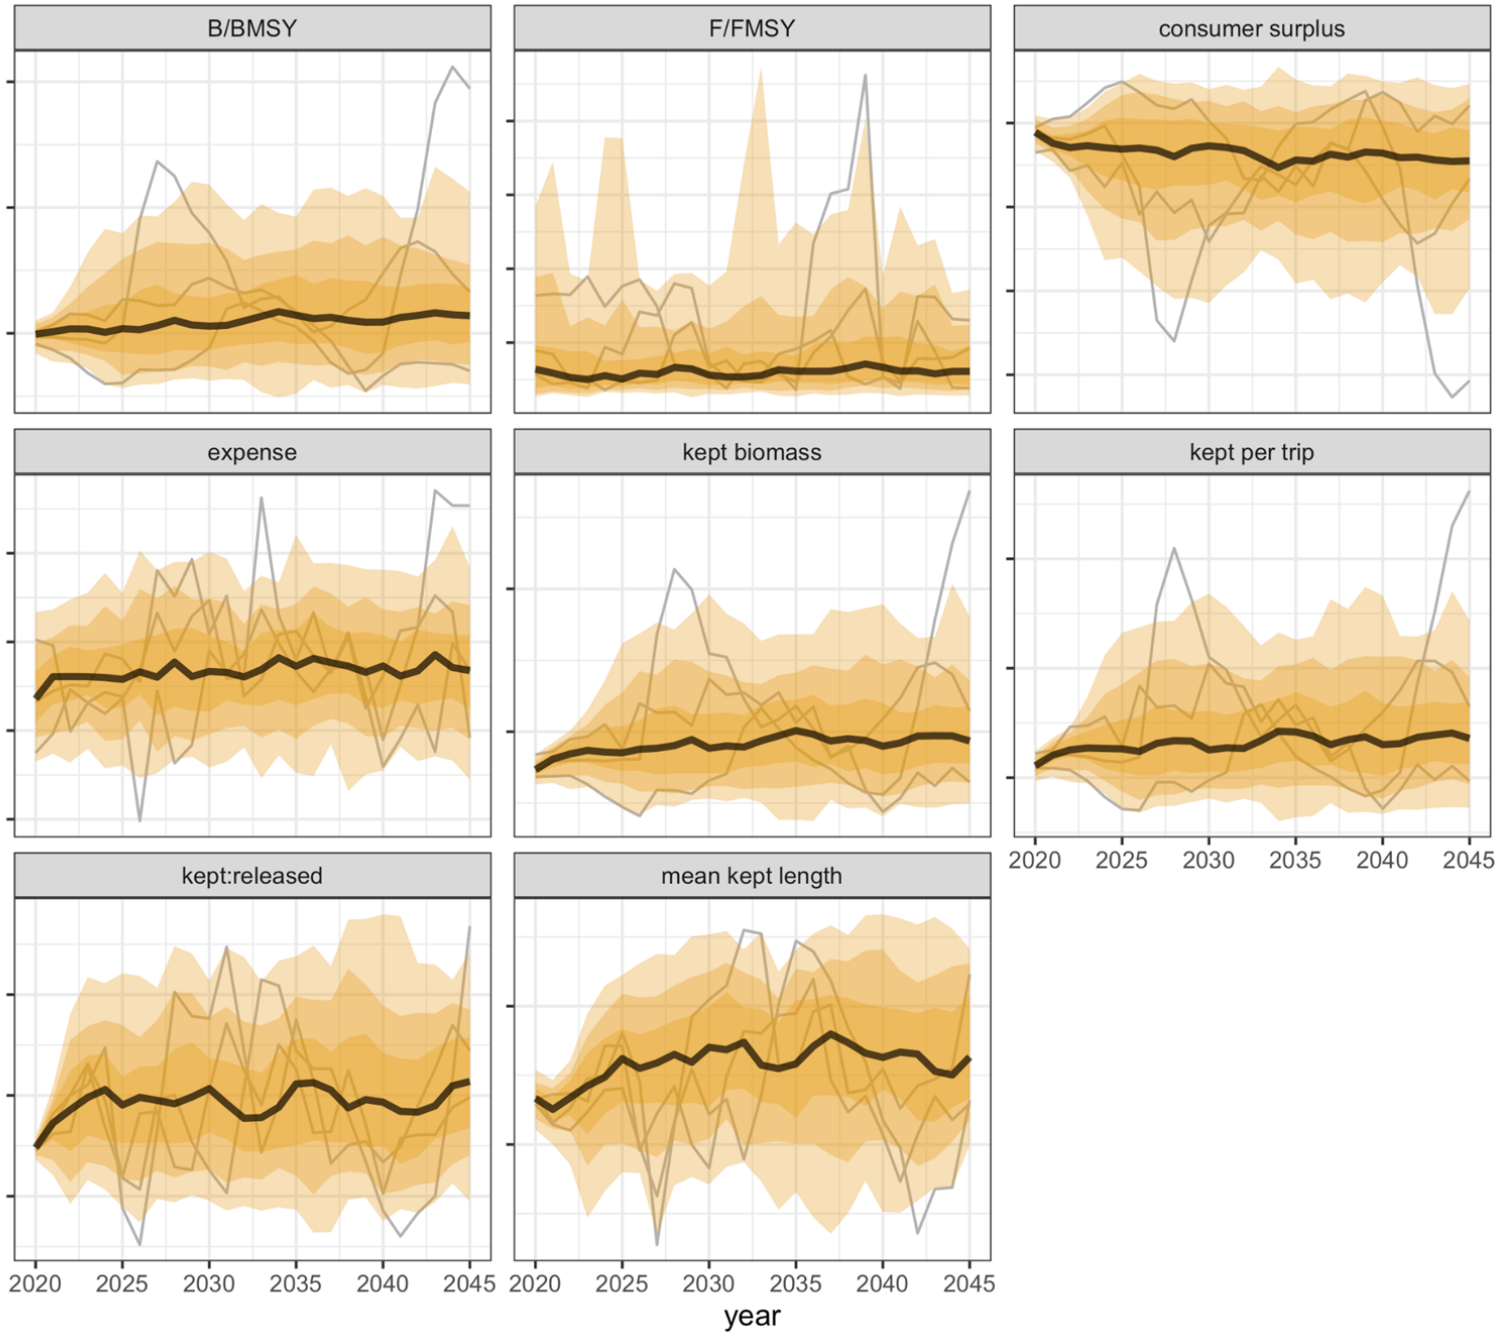 B/BMSY
F/FMSY
consumer surplus
expense
kept biomass
kept per trip
2020 2025 2030 2035 2040 2045
kept:released
mean kept length
2020 2025 2030 2035 2040 2045
2020 2025 2030 2035 2040 2045
year